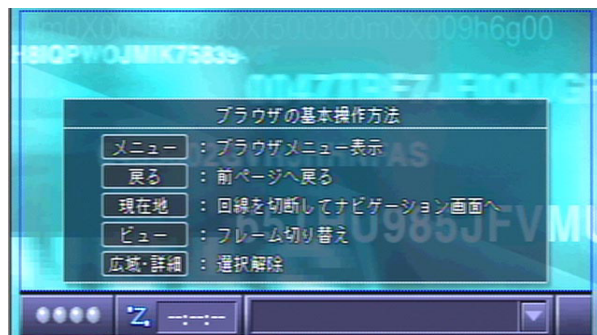 ブラウザの基本操作方法
メニュー : ブラウザメニュー表示
戻る : 前ページへ戻る
現在地 : 回線を切断してナビゲーション画面へ
ビュー : フレーム切り替え
広域・詳細 : 選択解除
Z --:--:--